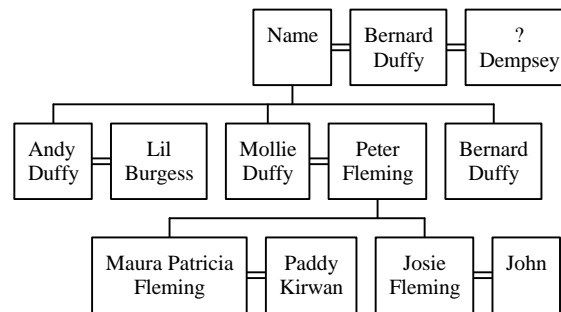 Name
Bernard
Duffy
?
Dempsey
Andy
Duffy
Lil
Burgess
Mollie
Duffy
Peter
Fleming
Bernard
Duffy
Maura Patricia
Fleming
Paddy
Kirwan
Josie
Fleming
John